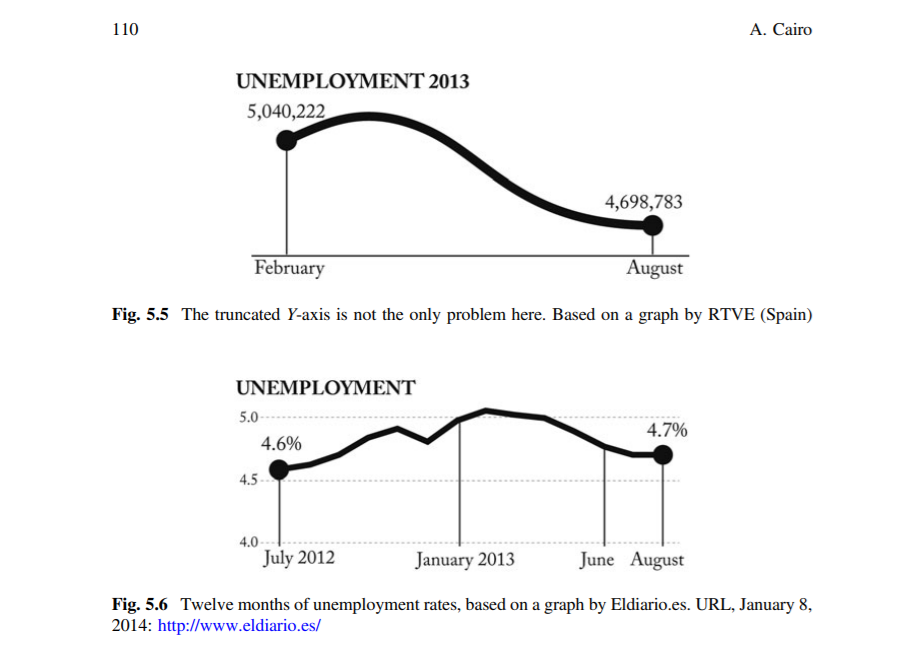 110
A. Cairo
UNEMPLOYMENT 2013
5,040,222
4,698,783
February
August
Fig. 5.5 The truncated Y-axis is not the only problem here. Based on a graph by RTVE (Spain)
UNEMPLOYMENT
5.0
4.6%
4.7%
4.5
4.0
July 2012
January 2013
June
August
Fig. 5.6 Twelve months of unemployment rates, based on a graph by Eldiario.es. URL, January 8,
2014: http://www.eldiario.es/